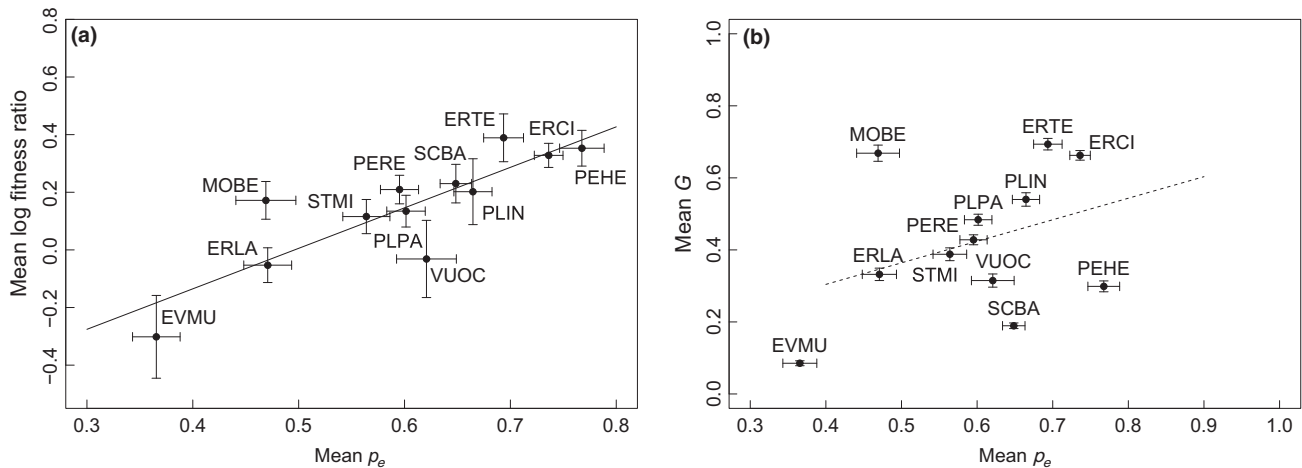 (a)
Mean log fitness ratio
0.8
0.6
0.4
0.2
0.0
−0.2
−0.4
ERTE
ERCI
SCBA
PERE
MOBE
STMI
PEHE
PLIN
PLPA
ERLA
VUOC
EVMU
0.3 0.4 0.5 0.6 0.7 0.8
Mean pe
(b)
Mean G
1.0
0.8
0.6
0.4
0.2
0.0
MOBE
ERTE
ERCI
PLIN
PLPA
PERE
ERLA
STMI
VUOC
PEHE
SCBA
EVMU
0.3 0.4 0.5 0.6 0.7 0.8 0.9 1.0
Mean pe